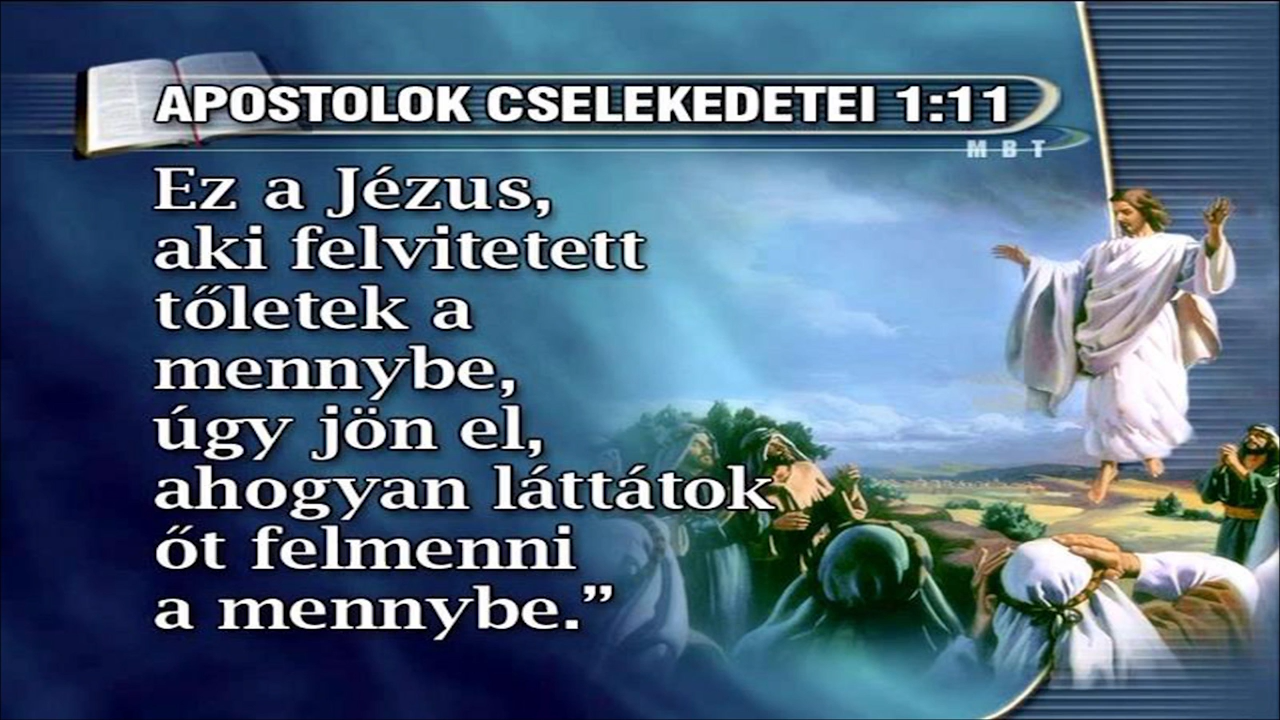 APOSTOLOK CSELEKEDETEI 1:11
MBT
Ez a Jézus,
aki felvitetett
tőletek a
mennybe,
úgy jön el,
ahogyan láttátok
őt felmenni
a mennybe.”